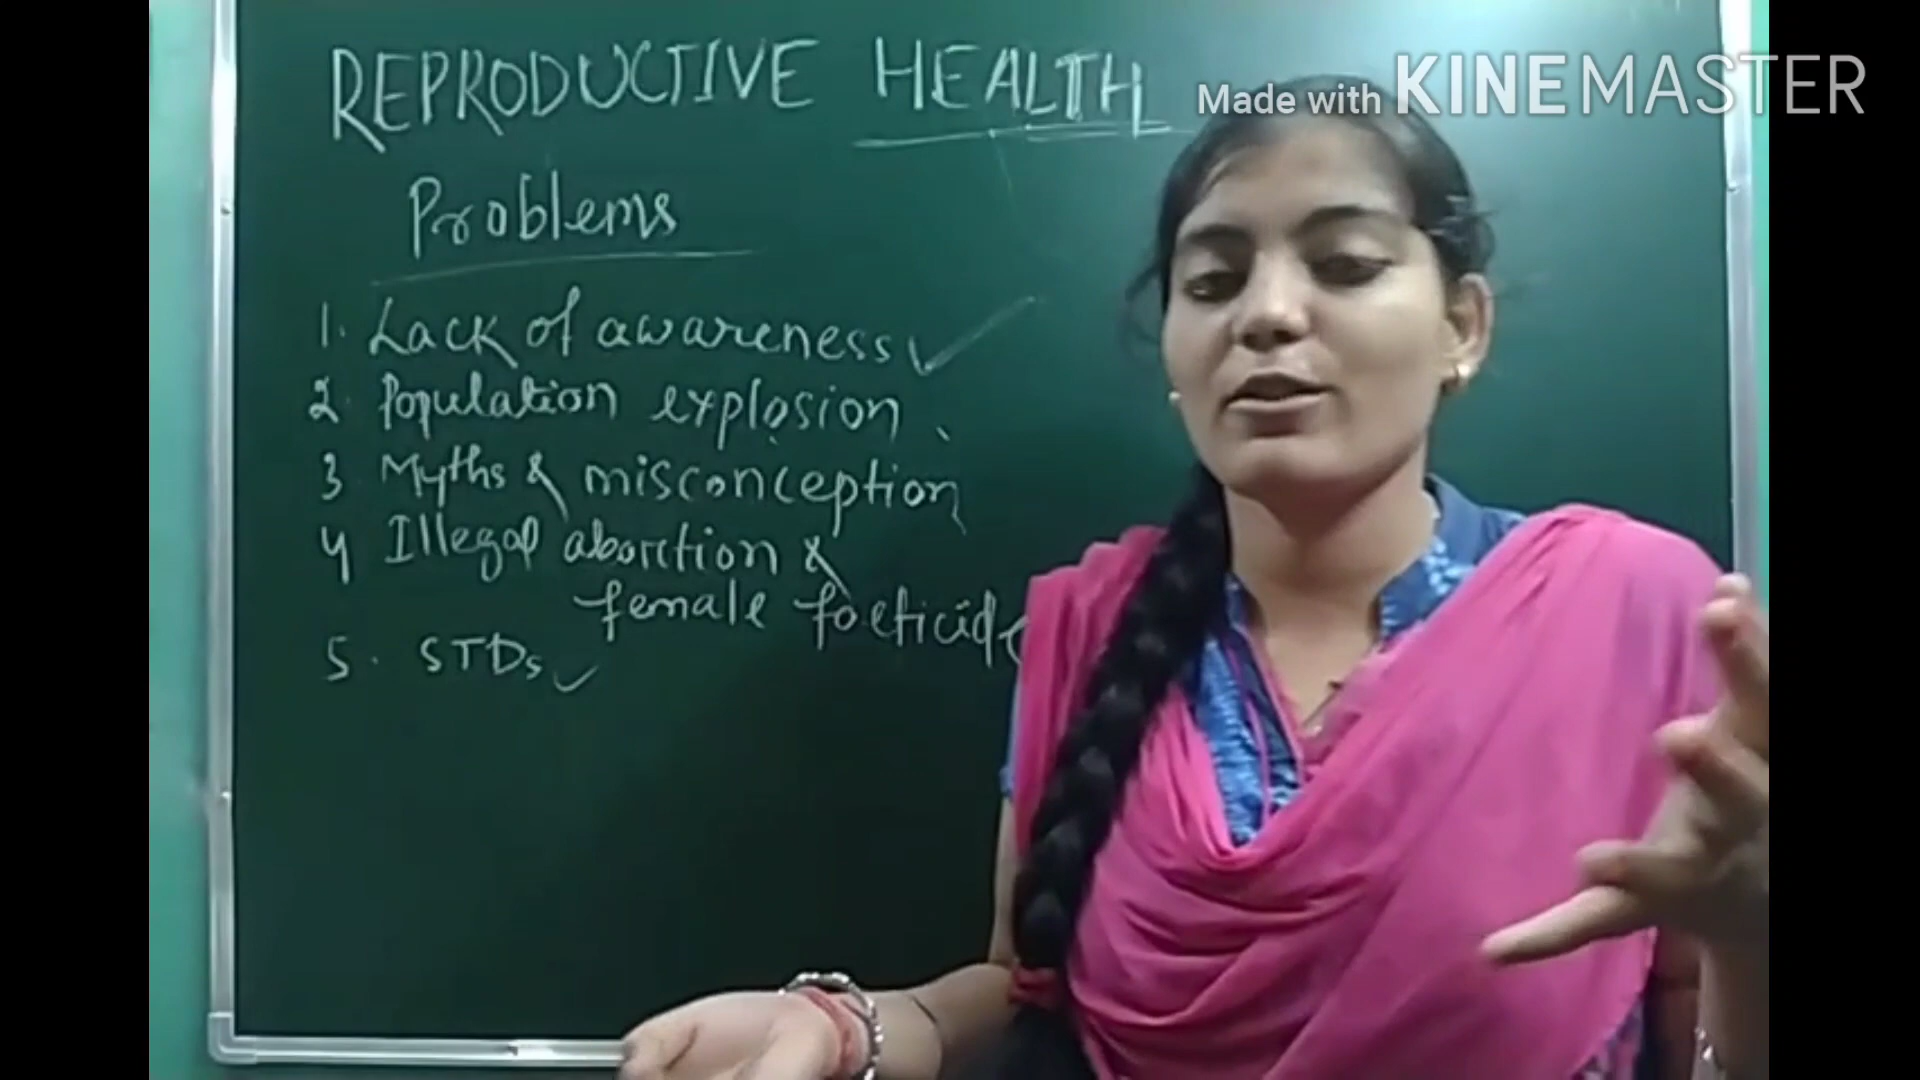 REPRODUCTIVE HEALTH
Made with KINEMASTER
Problems
1. Lack of awareness
2. Population explosion
3 Myths & misconception
4 Illegal abortion &
female foeticide
5. STDs